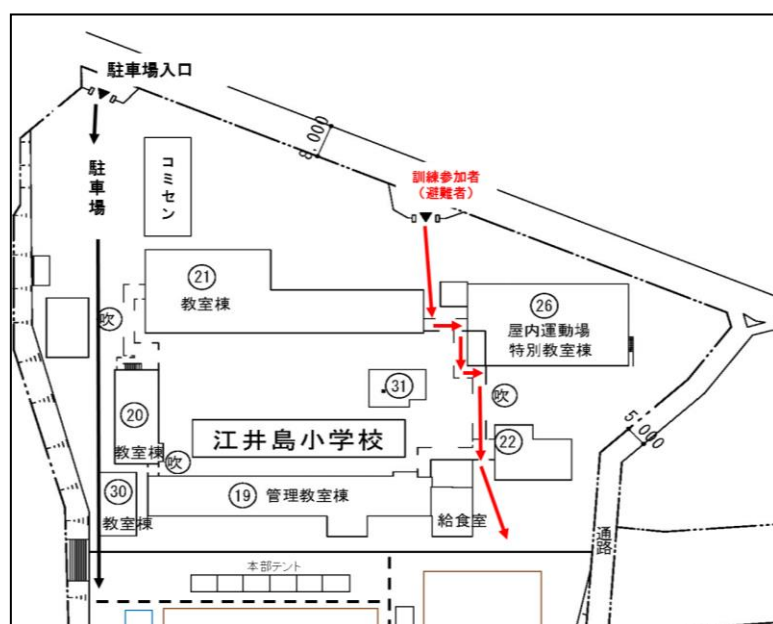 駐車場入口
8.000
訓練参加者
（避難者）
駐車場
コミセン
21
教室棟
26
屋内運動場
特別教室棟
吹
31
吹
20
教室棟
江井島小学校
22
5.000
吹
30
教室棟
19 管理教室棟
給食室
通路
本部テント